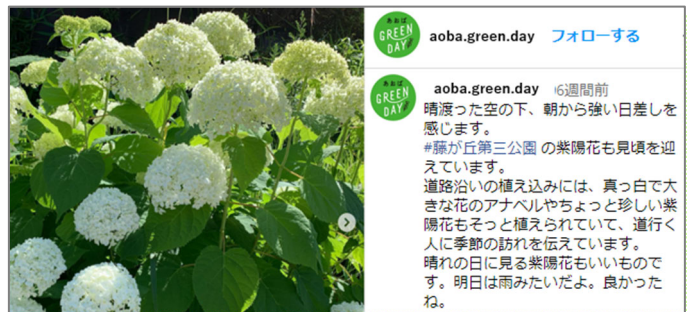 あおば
GREEN
DAY
aoba.green.day フォローする
あおば
GREEN
DAY
aoba.green.day 6週間前
晴渡った空の下、朝から強い日差しを
感じます。
#藤が丘第三公園 の紫陽花も見頃を迎
えています。
道路沿いの植え込みには、真っ白で大
きな花のアナベルやちょっと珍しい紫
陽花もそっと植えられていて、道行く
人に季節の訪れを伝えています。
晴れの日に見る紫陽花もいいもので
す。明日は雨みたいだよ。良かった
ね。